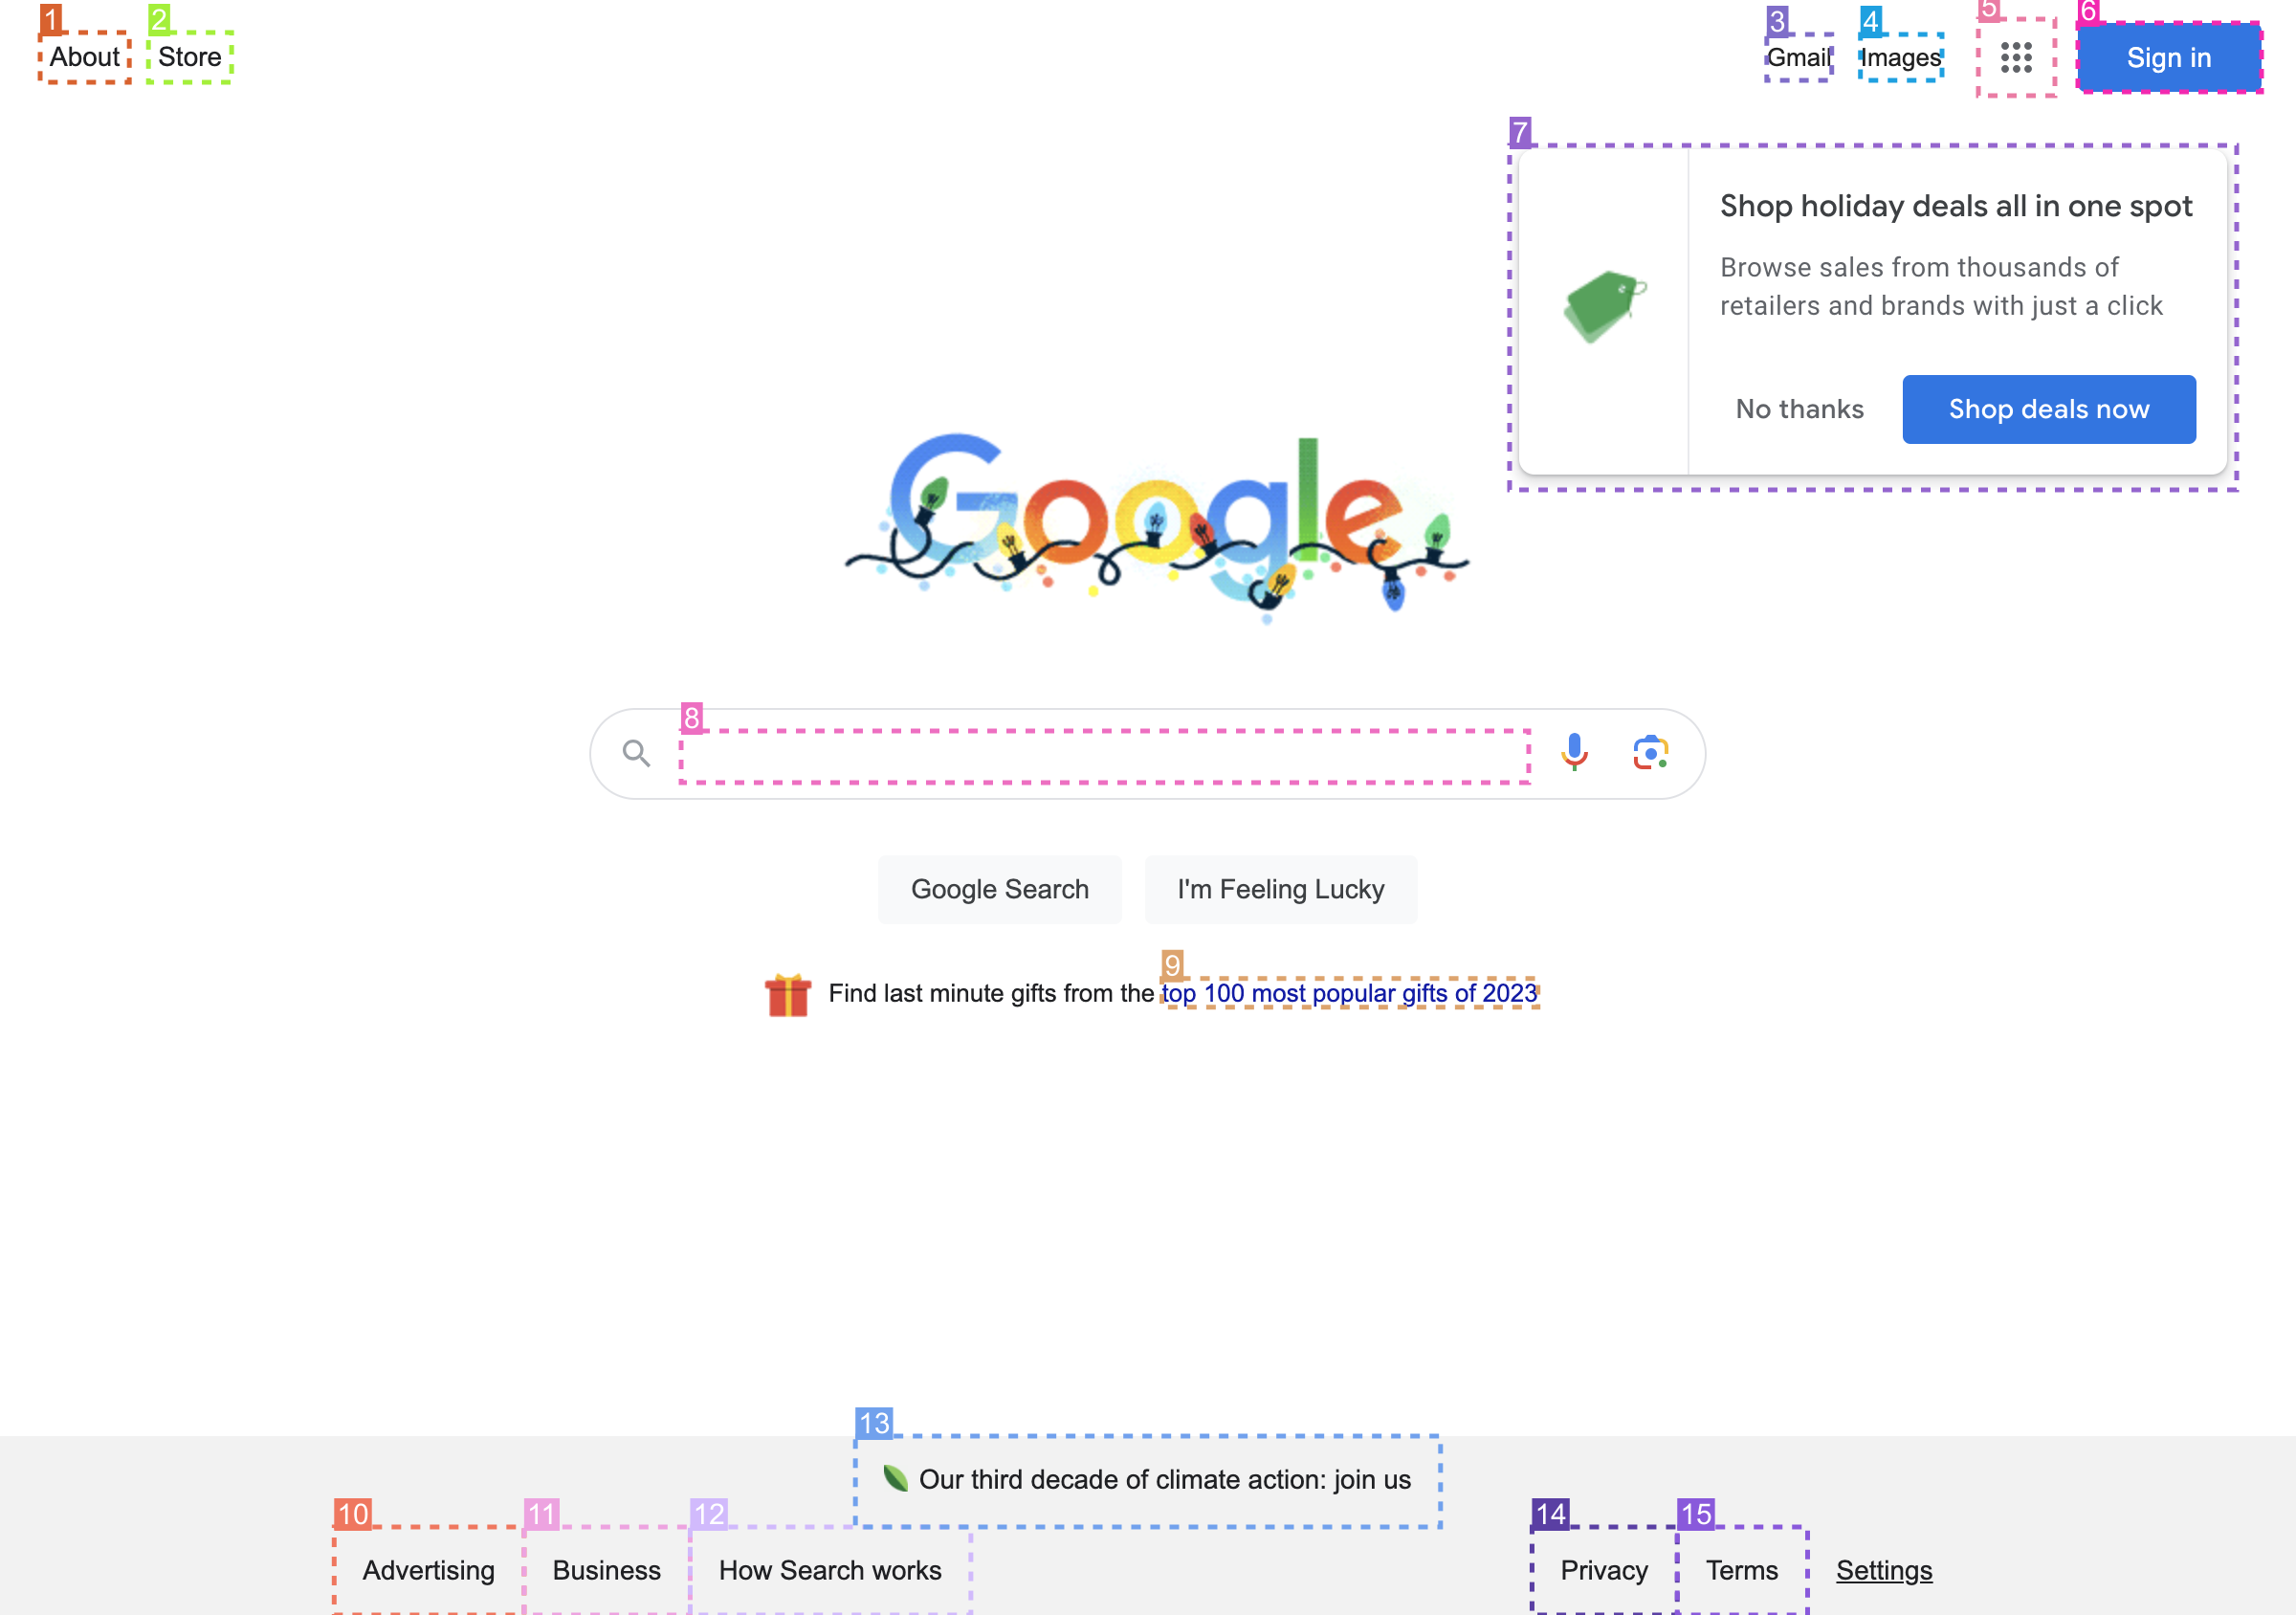 1
2
3
4
5
6
About
Store
Gmail
Images
Sign in
7
Shop holiday deals all in one spot
Browse sales from thousands of
retailers and brands with just a click
No thanks
Shop deals now
Google
8
Google Search
I'm Feeling Lucky
9
Find last minute gifts from the top 100 most popular gifts of 2023
13
Our third decade of climate action: join us
10
11
12
14
15
Advertising
Business
How Search works
Privacy
Terms
Settings